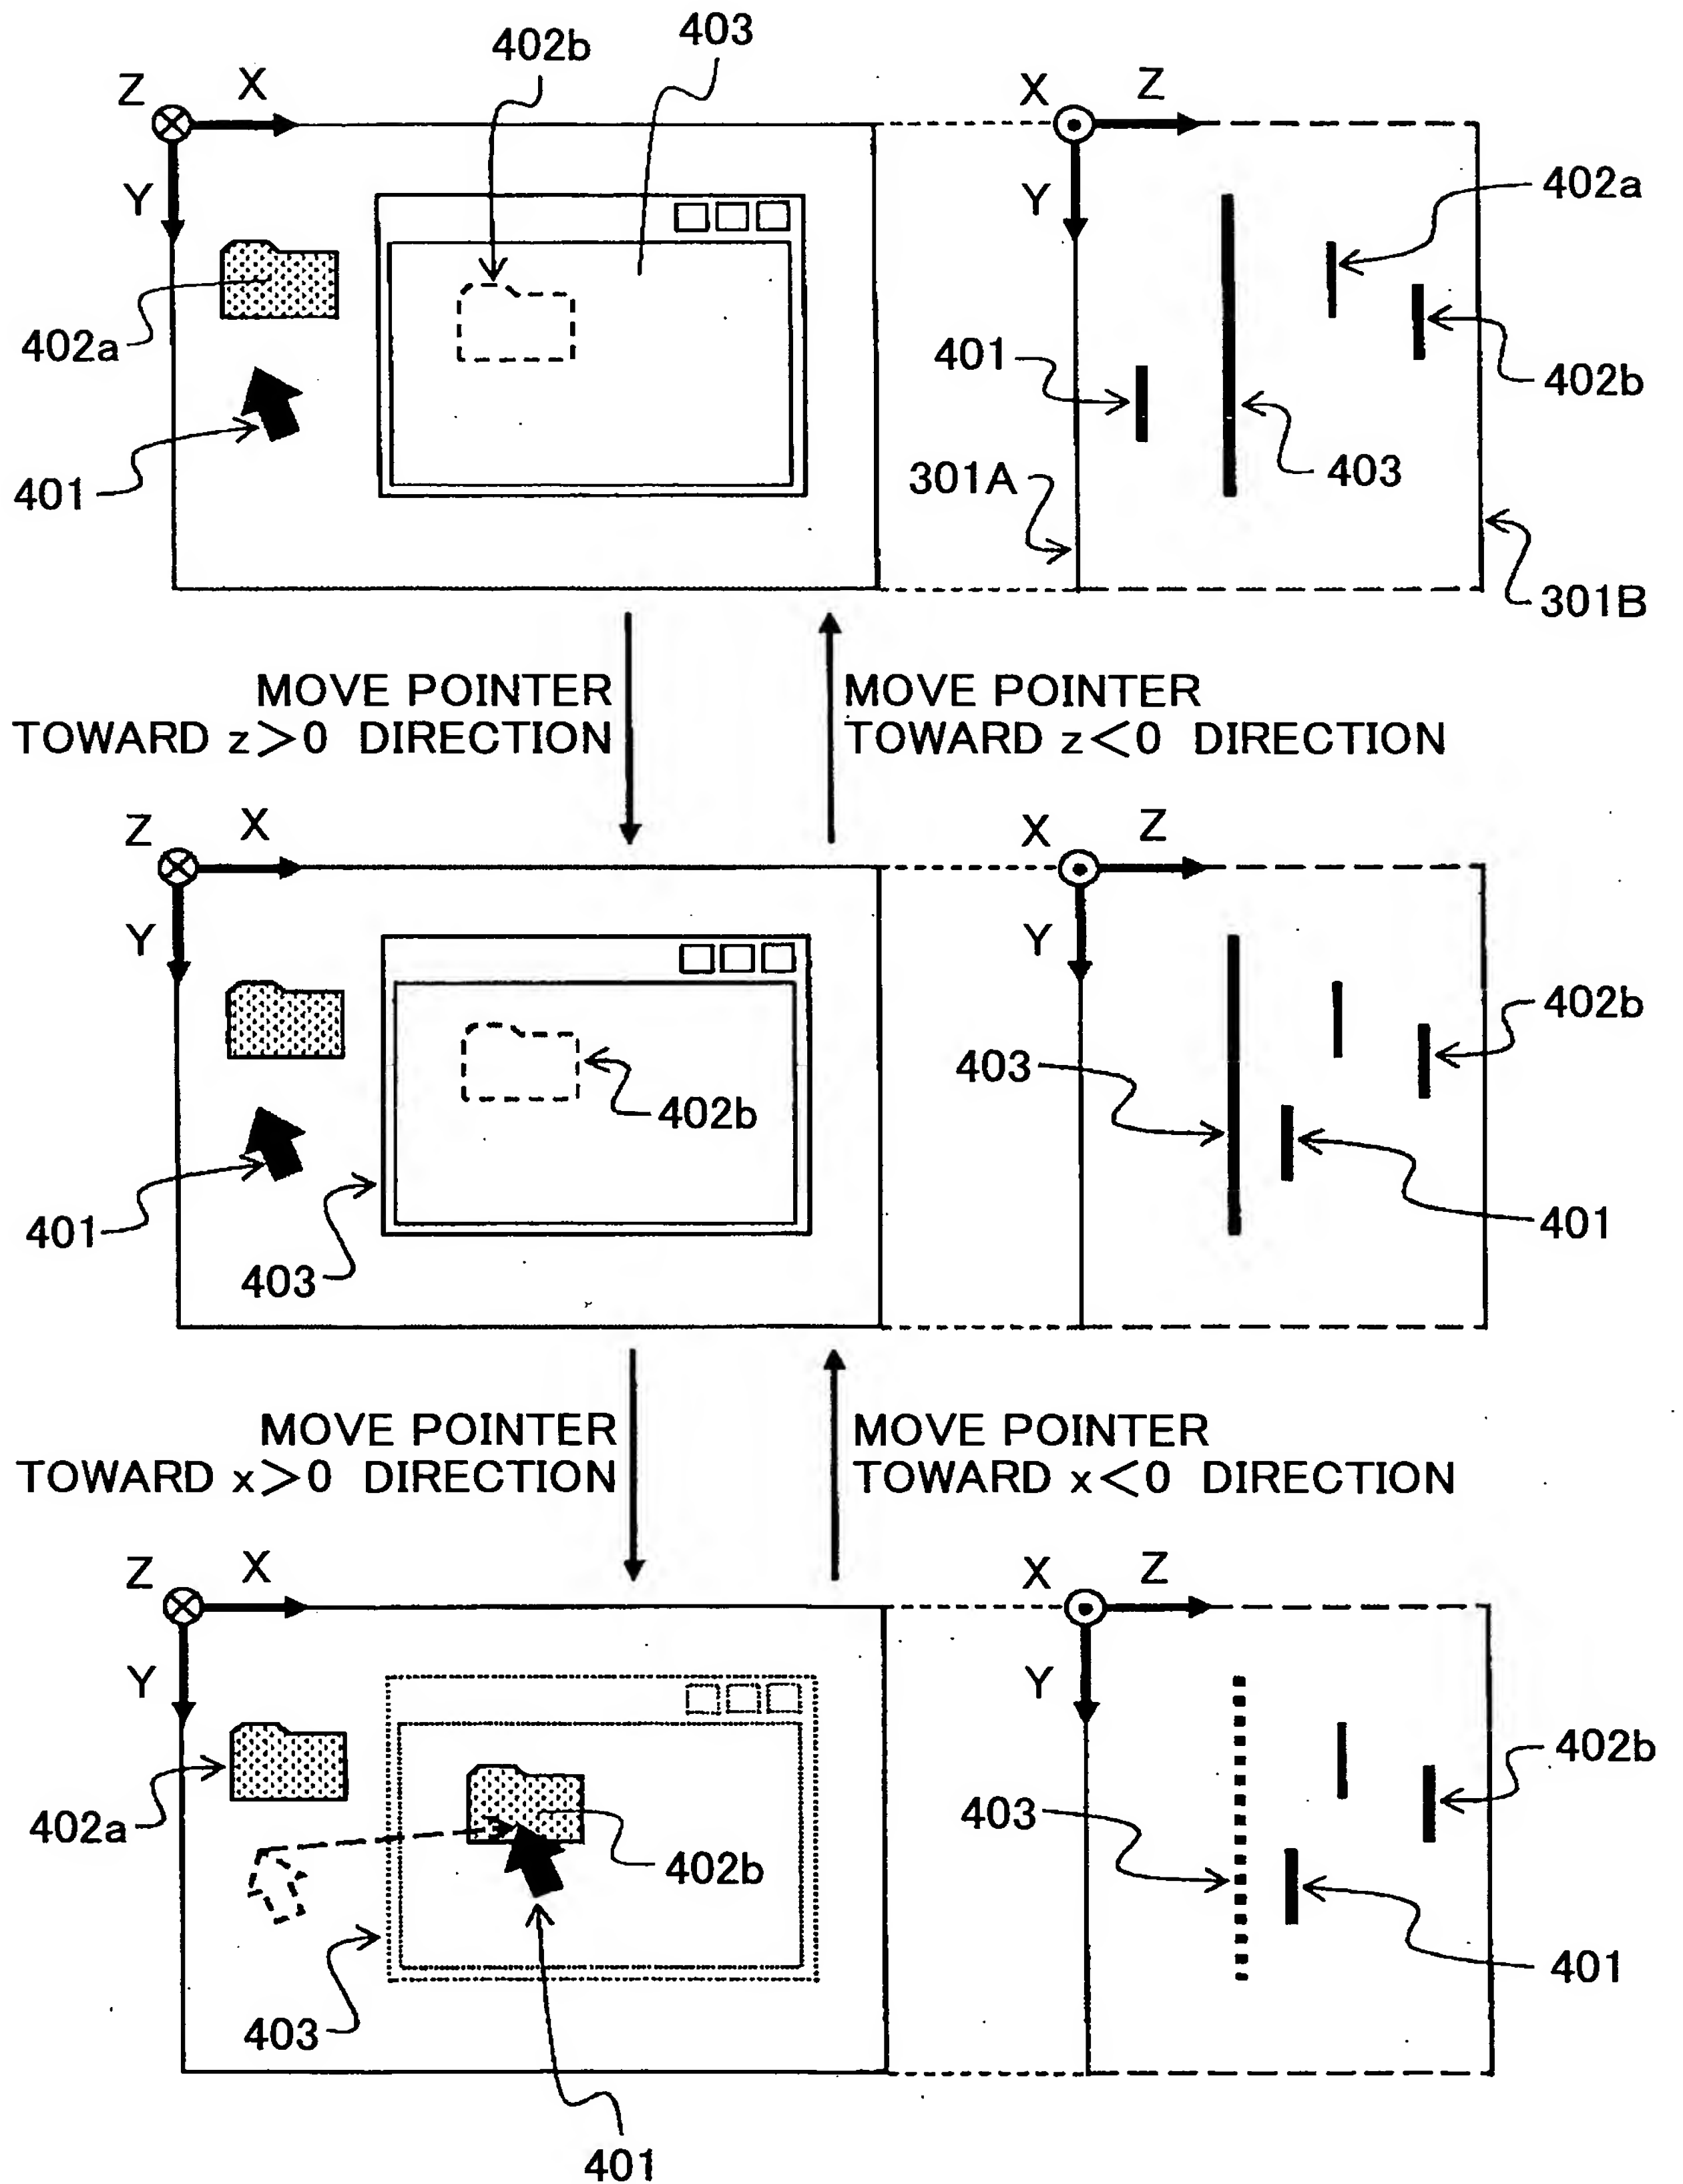 402b
403
Z X
X Z
Y
Y
402a
402a
401
402b
401
403
301A
301B
MOVE POINTER
TOWARD z>0 DIRECTION
MOVE POINTER
TOWARD z<0 DIRECTION
Z X
X Z
Y
Y
402b
403
402b
401
401
403
MOVE POINTER
TOWARD x>0 DIRECTION
MOVE POINTER
TOWARD x<0 DIRECTION
Z X
X Z
Y
Y
402b
402a
403
402b
401
403
401